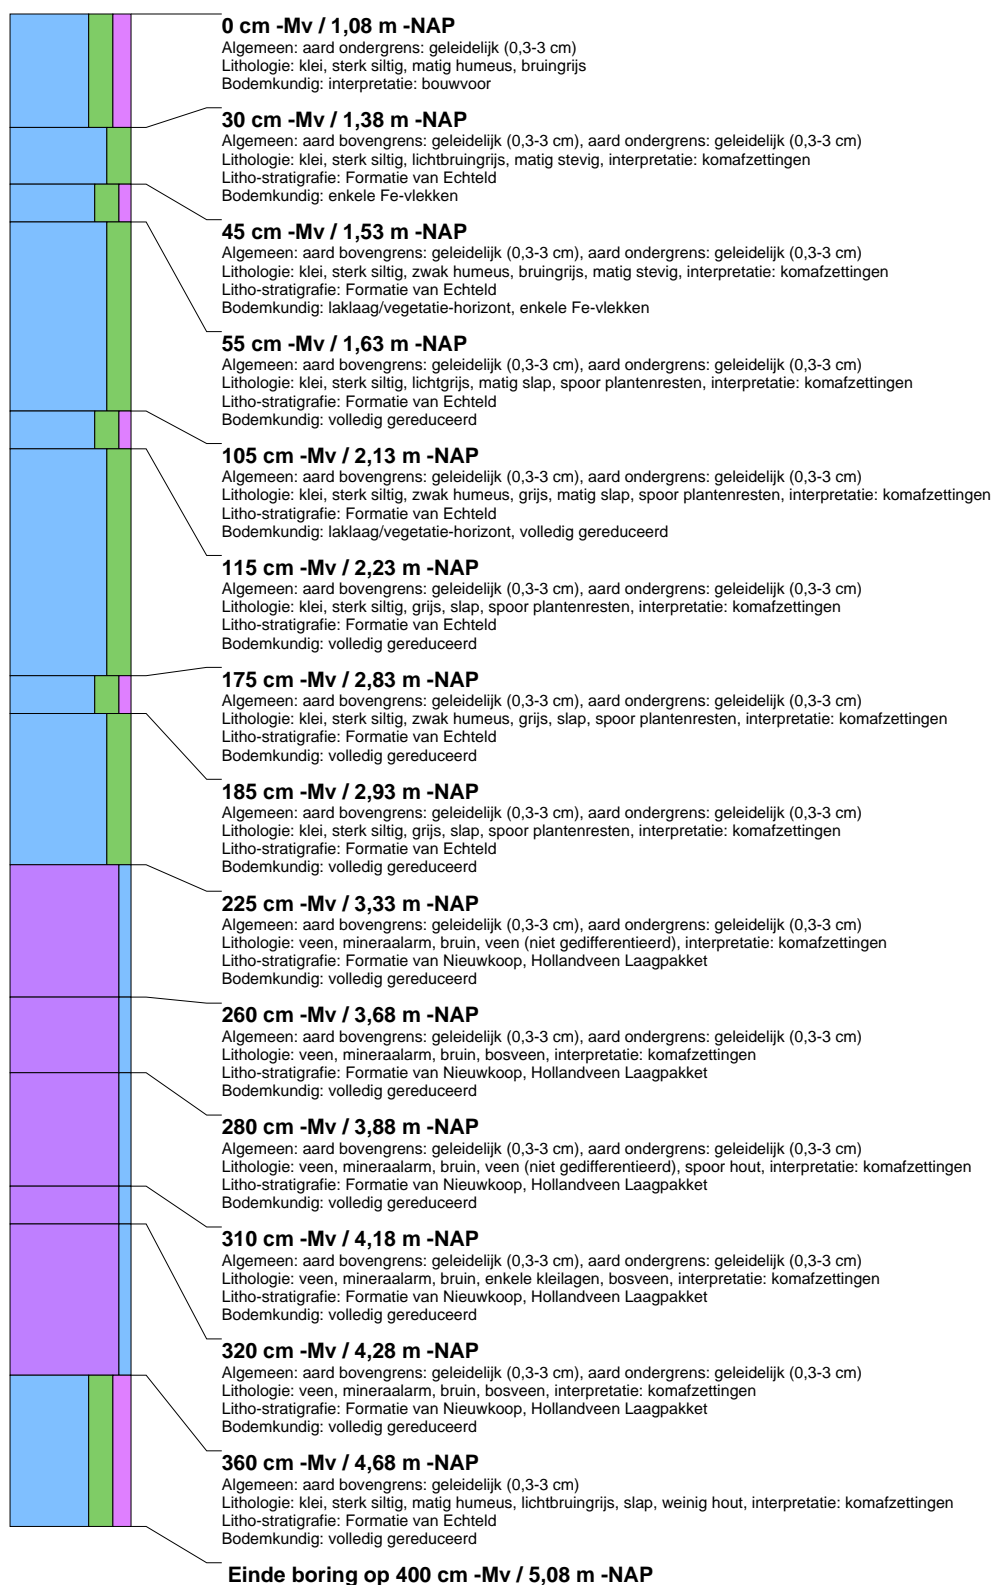 0 cm -Mv / 1,08 m -NAP
Algemeen: aard ondergrens: geleidelijk (0,3-3 cm)
Lithologie: klei, sterk siltig, matig humeus, bruingrijs
Bodemkundig: interpretatie: bouwvoor
30 cm -Mv / 1,38 m -NAP
Algemeen: aard bovengrens: geleidelijk (0,3-3 cm), aard ondergrens: geleidelijk (0,3-3 cm)
Lithologie: klei, sterk siltig, lichtbruingrijs, matig stevig, interpretatie: komafzettingen
Litho-stratigrafie: Formatie van Echteld
Bodemkundig: enkele Fe-vlekken
45 cm -Mv / 1,53 m -NAP
Algemeen: aard bovengrens: geleidelijk (0,3-3 cm), aard ondergrens: geleidelijk (0,3-3 cm)
Lithologie: klei, sterk siltig, zwak humeus, bruingrijs, matig stevig, interpretatie: komafzettingen
Litho-stratigrafie: Formatie van Echteld
Bodemkundig: laklaag/vegetatie-horizont, enkele Fe-vlekken
55 cm -Mv / 1,63 m -NAP
Algemeen: aard bovengrens: geleidelijk (0,3-3 cm), aard ondergrens: geleidelijk (0,3-3 cm)
Lithologie: klei, sterk siltig, lichtgrijs, matig slap, spoor plantenresten, interpretatie: komafzettingen
Litho-stratigrafie: Formatie van Echteld
Bodemkundig: volledig gereduceerd
105 cm -Mv / 2,13 m -NAP
Algemeen: aard bovengrens: geleidelijk (0,3-3 cm), aard ondergrens: geleidelijk (0,3-3 cm)
Lithologie: klei, sterk siltig, zwak humeus, grijs, matig slap, spoor plantenresten, interpretatie: komafzettingen
Litho-stratigrafie: Formatie van Echteld
Bodemkundig: laklaag/vegetatie-horizont, volledig gereduceerd
115 cm -Mv / 2,23 m -NAP
Algemeen: aard bovengrens: geleidelijk (0,3-3 cm), aard ondergrens: geleidelijk (0,3-3 cm)
Lithologie: klei, sterk siltig, grijs, slap, spoor plantenresten, interpretatie: komafzettingen
Litho-stratigrafie: Formatie van Echteld
Bodemkundig: volledig gereduceerd
175 cm -Mv / 2,83 m -NAP
Algemeen: aard bovengrens: geleidelijk (0,3-3 cm), aard ondergrens: geleidelijk (0,3-3 cm)
Lithologie: klei, sterk siltig, zwak humeus, grijs, slap, spoor plantenresten, interpretatie: komafzettingen
Litho-stratigrafie: Formatie van Echteld
Bodemkundig: volledig gereduceerd
185 cm -Mv / 2,93 m -NAP
Algemeen: aard bovengrens: geleidelijk (0,3-3 cm), aard ondergrens: geleidelijk (0,3-3 cm)
Lithologie: klei, sterk siltig, grijs, slap, spoor plantenresten, interpretatie: komafzettingen
Litho-stratigrafie: Formatie van Echteld
Bodemkundig: volledig gereduceerd
225 cm -Mv / 3,33 m -NAP
Algemeen: aard bovengrens: geleidelijk (0,3-3 cm), aard ondergrens: geleidelijk (0,3-3 cm)
Lithologie: veen, mineraalarm, bruin, veen (niet gedifferentieerd), interpretatie: komafzettingen
Litho-stratigrafie: Formatie van Nieuwkoop, Hollandveen Laagpakket
Bodemkundig: volledig gereduceerd
260 cm -Mv / 3,68 m -NAP
Algemeen: aard bovengrens: geleidelijk (0,3-3 cm), aard ondergrens: geleidelijk (0,3-3 cm)
Lithologie: veen, mineraalarm, bruin, bosveen, interpretatie: komafzettingen
Litho-stratigrafie: Formatie van Nieuwkoop, Hollandveen Laagpakket
Bodemkundig: volledig gereduceerd
280 cm -Mv / 3,88 m -NAP
Algemeen: aard bovengrens: geleidelijk (0,3-3 cm), aard ondergrens: geleidelijk (0,3-3 cm)
Lithologie: veen, mineraalarm, bruin, veen (niet gedifferentieerd), spoor hout, interpretatie: komafzettingen
Litho-stratigrafie: Formatie van Nieuwkoop, Hollandveen Laagpakket
Bodemkundig: volledig gereduceerd
310 cm -Mv / 4,18 m -NAP
Algemeen: aard bovengrens: geleidelijk (0,3-3 cm), aard ondergrens: geleidelijk (0,3-3 cm)
Lithologie: veen, mineraalarm, bruin, enkele kleilagen, bosveen, interpretatie: komafzettingen
Litho-stratigrafie: Formatie van Nieuwkoop, Hollandveen Laagpakket
Bodemkundig: volledig gereduceerd
320 cm -Mv / 4,28 m -NAP
Algemeen: aard bovengrens: geleidelijk (0,3-3 cm), aard ondergrens: geleidelijk (0,3-3 cm)
Lithologie: veen, mineraalarm, bruin, bosveen, interpretatie: komafzettingen
Litho-stratigrafie: Formatie van Nieuwkoop, Hollandveen Laagpakket
Bodemkundig: volledig gereduceerd
360 cm -Mv / 4,68 m -NAP
Algemeen: aard bovengrens: geleidelijk (0,3-3 cm)
Lithologie: klei, sterk siltig, matig humeus, lichtbruingrijs, slap, weinig hout, interpretatie: komafzettingen
Litho-stratigrafie: Formatie van Echteld
Bodemkundig: volledig gereduceerd
Einde boring op 400 cm -Mv / 5,08 m -NAP